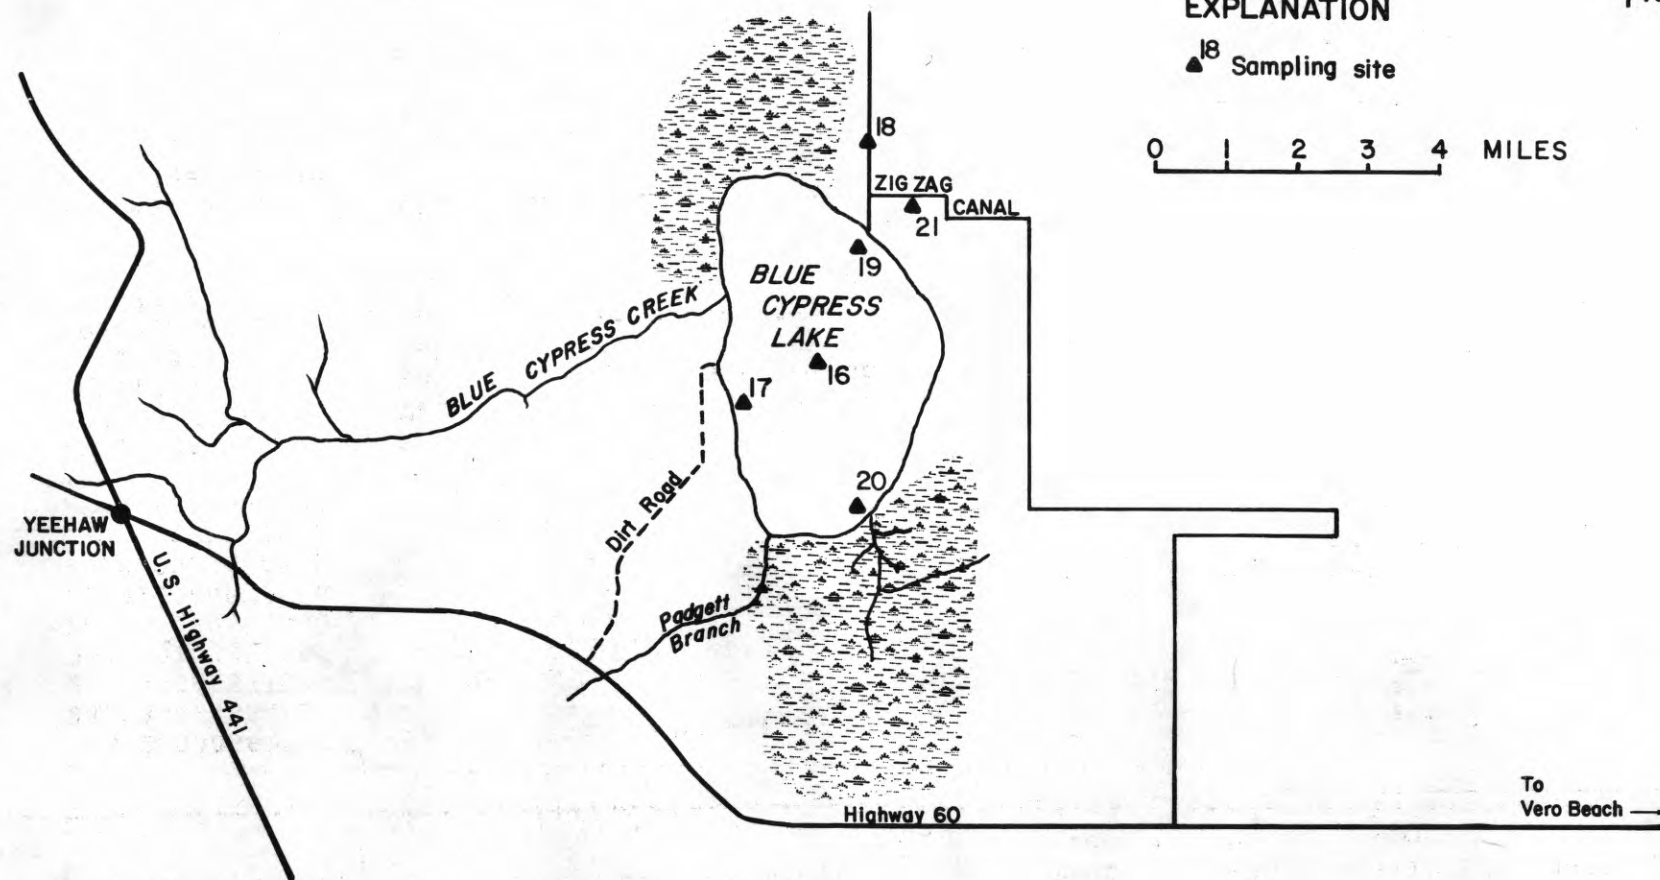 EXPLANATION
18 Sampling site
0 1 2 3 4 MILES
18
ZIG ZAG
CANAL
21
19
BLUE
CYPRESS
LAKE
16
17
20
BLUE CYPRESS CREEK
Dirt Road
YEEHAW
JUNCTION
U.S. Highway 441
Padgett
Branch
Highway 60
To
Vero Beach